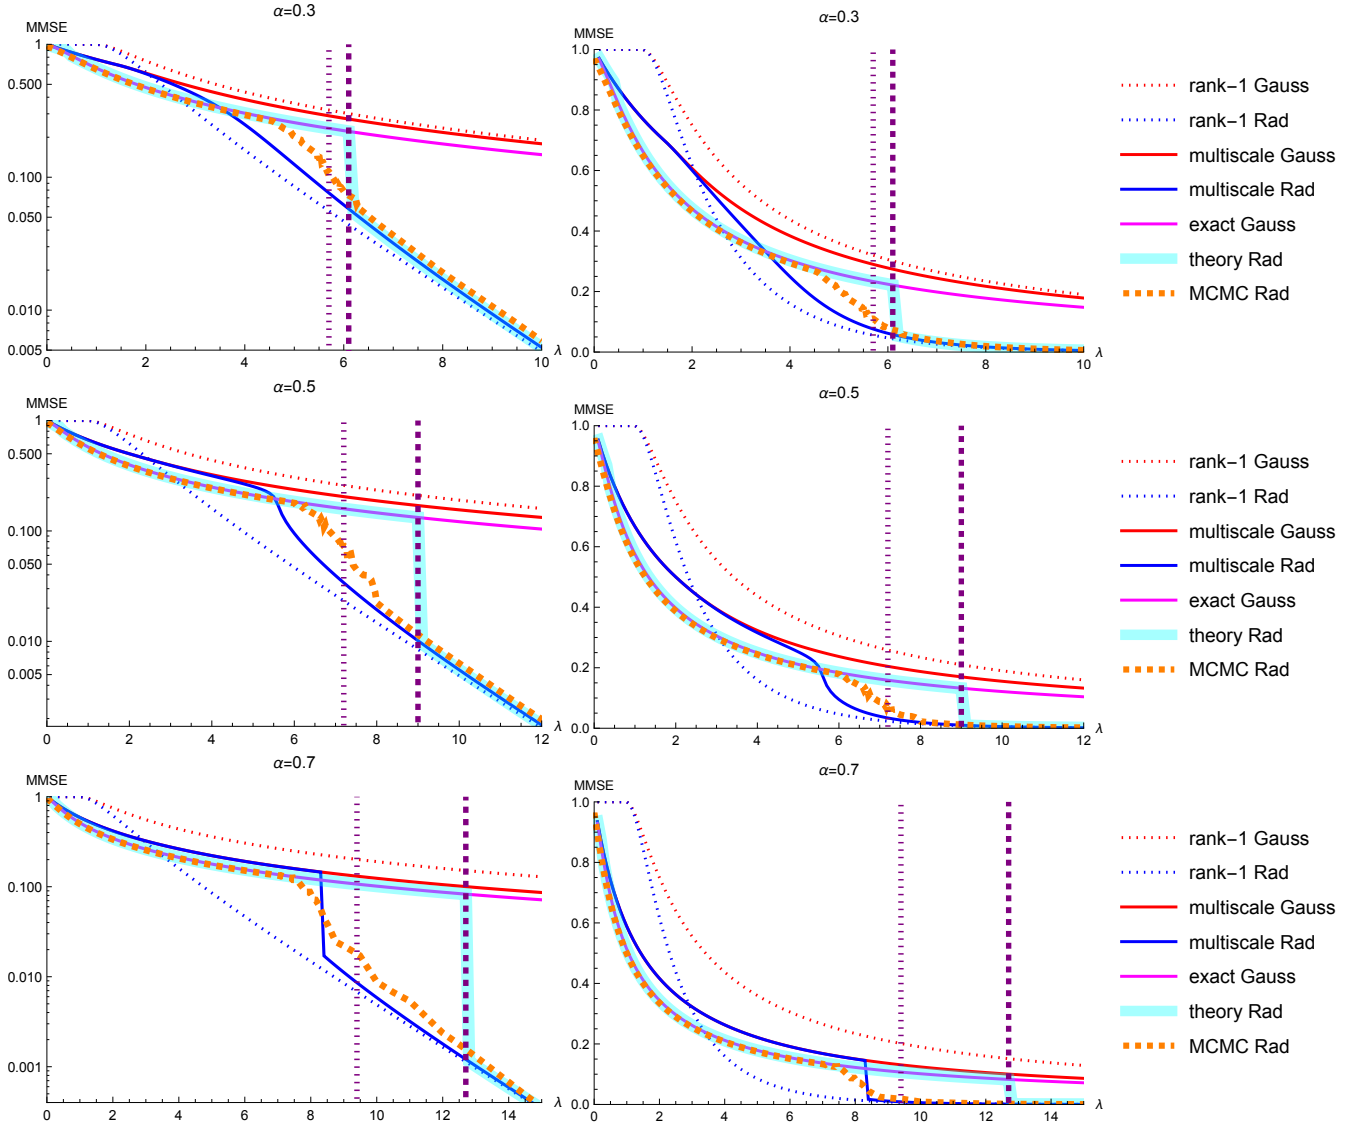 α=0.3
MMSE
1
0.500
0.100
0.050
0.010
0.005
0 2 4 6 8 10 λ
α=0.3
MMSE
1.0
0.8
0.6
0.4
0.2
0.0
0 2 4 6 8 10 λ
rank-1 Gauss
rank-1 Rad
multiscale Gauss
multiscale Rad
exact Gauss
theory Rad
MCMC Rad
α=0.5
MMSE
1
0.500
0.100
0.050
0.010
0.005
0 2 4 6 8 10 12 λ
α=0.5
MMSE
1.0
0.8
0.6
0.4
0.2
0.0
0 2 4 6 8 10 12 λ
rank-1 Gauss
rank-1 Rad
multiscale Gauss
multiscale Rad
exact Gauss
theory Rad
MCMC Rad
α=0.7
MMSE
1
0.100
0.010
0.001
0 2 4 6 8 10 12 14 λ
α=0.7
MMSE
1.0
0.8
0.6
0.4
0.2
0.0
0 2 4 6 8 10 12 14 λ
rank-1 Gauss
rank-1 Rad
multiscale Gauss
multiscale Rad
exact Gauss
theory Rad
MCMC Rad